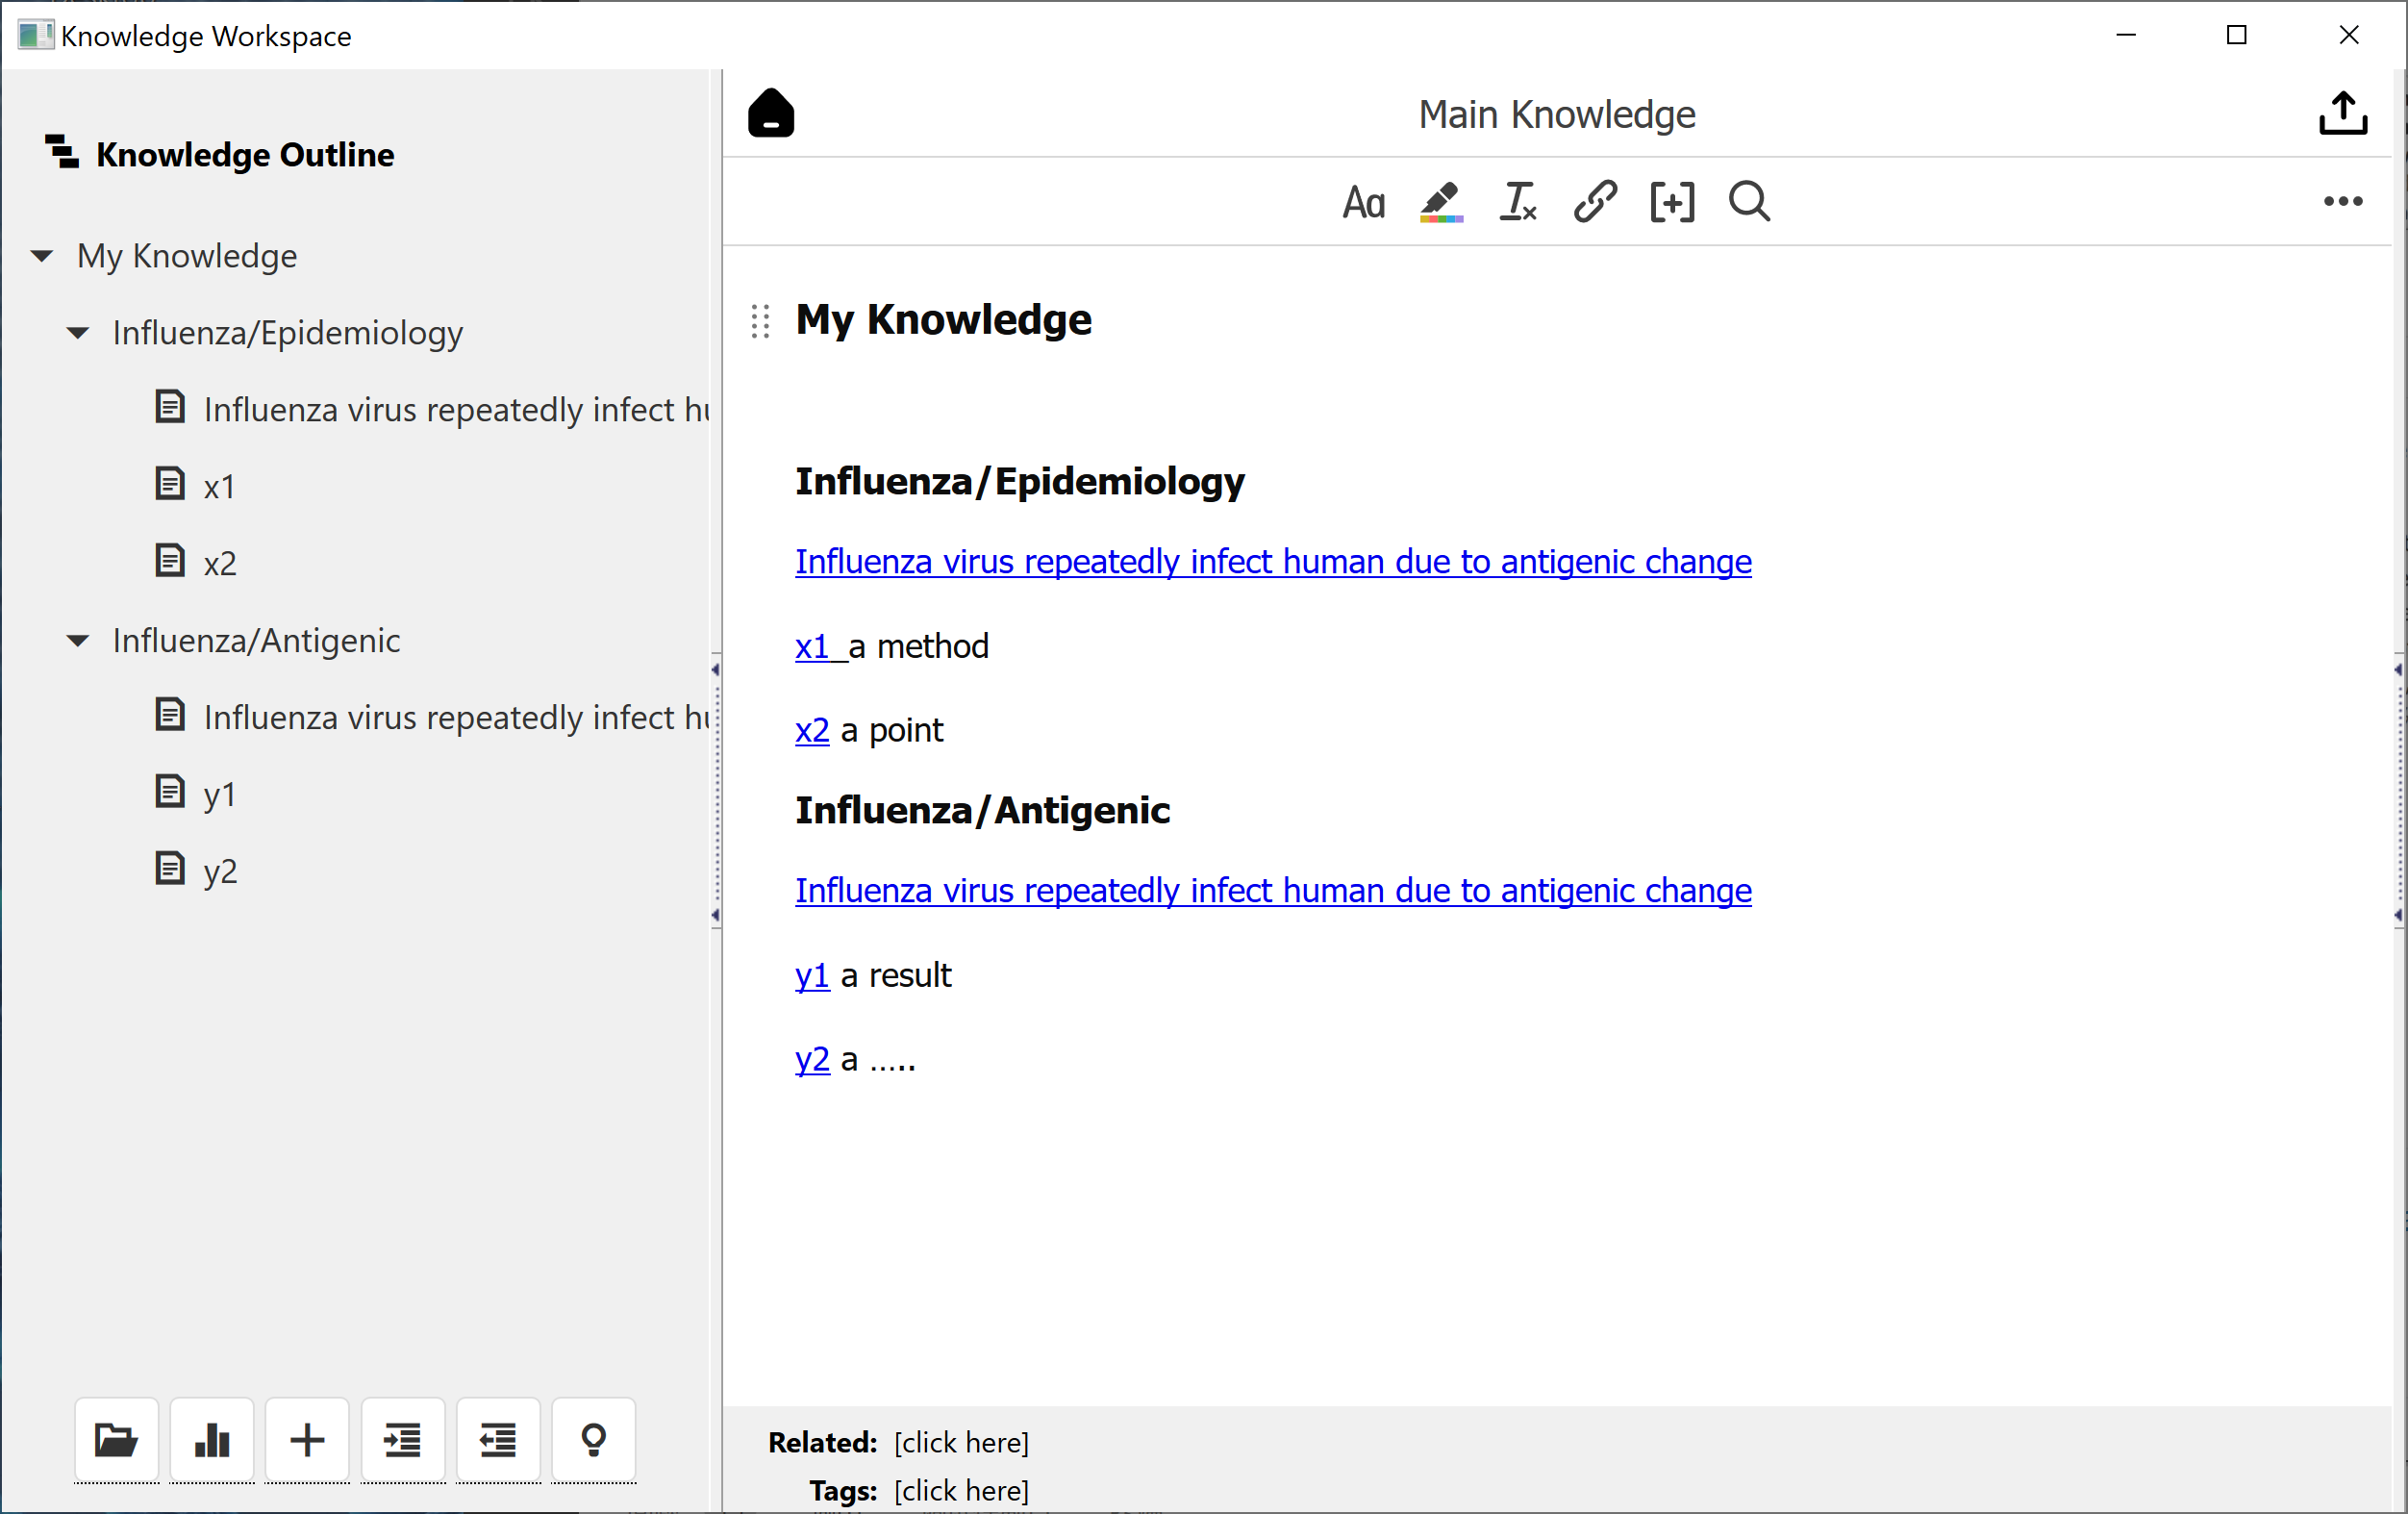 Knowledge Workspace
Knowledge Outline
My Knowledge
Influenza/Epidemiology
Influenza virus repeatedly infect hu
x1
x2
Influenza/Antigenic
Influenza virus repeatedly infect hu
y1
y2
Main Knowledge
Aa
My Knowledge
Influenza/Epidemiology
Influenza virus repeatedly infect human due to antigenic change
x1_a method
x2 a point
Influenza/Antigenic
Influenza virus repeatedly infect human due to antigenic change
y1 a result
y2 a .....
Related: [click here]
Tags: [click here]